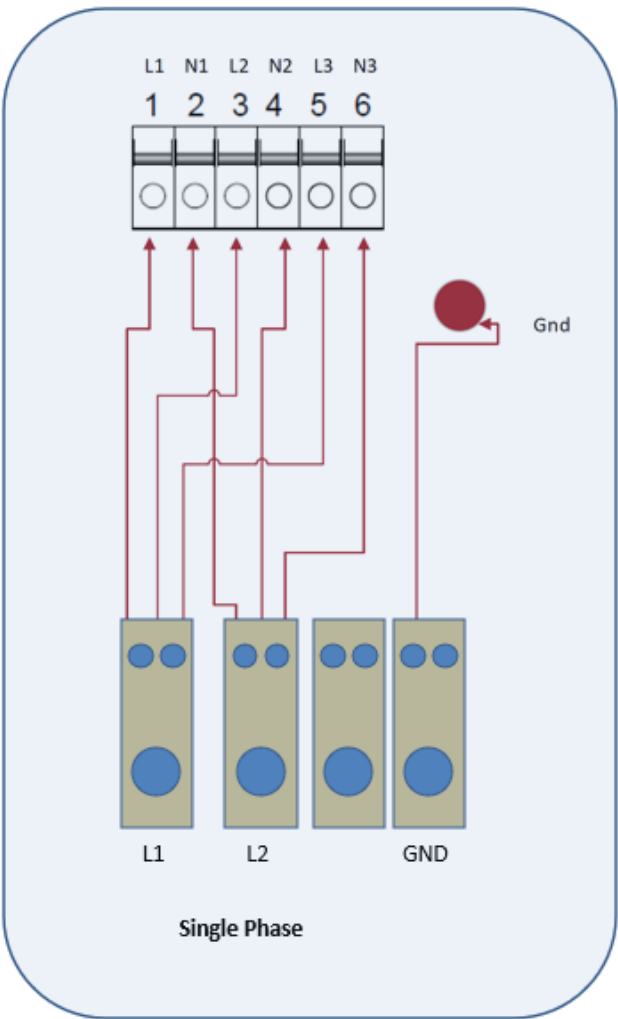 L1 N1 L2 N2 L3 N3
1 2 3 4 5 6
Gnd
L1 L2 GND
Single Phase